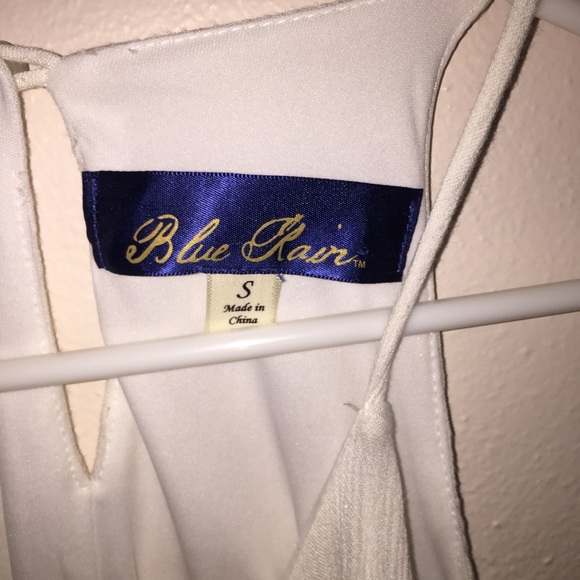 Blue Rain™
S
Made in
China